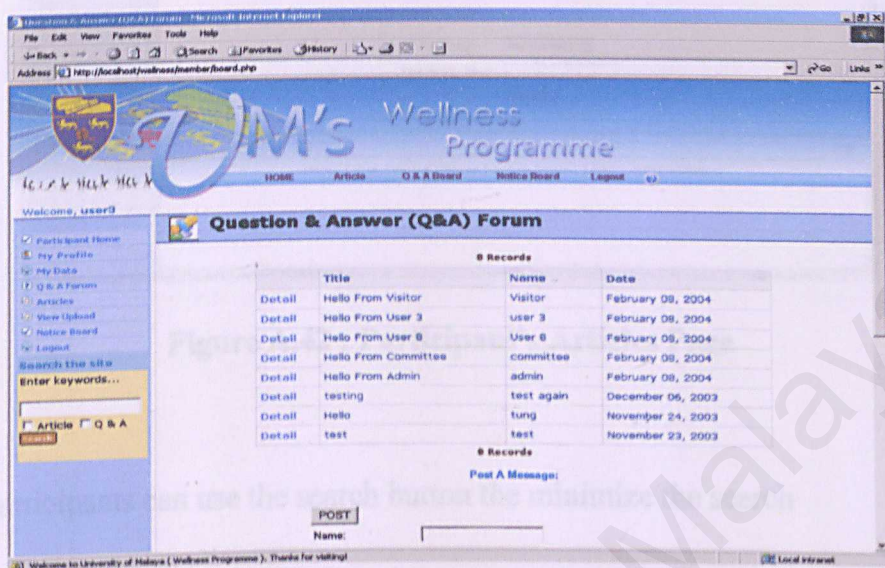 Question & Answer (Q&A) Forum - Microsoft Internet Explorer
File Edit View Favorites Tools Help
Back Search Favorites History
Address http://localhost/wellness/member/board.php Go Links
UM's Wellness Programme
HOME Article Q & A Board Notice Board Logout
Welcome, user3
Participant Home
My Profile
My Data
Q & A Forum
Articles
View Upload
Notice Board
Logout
Search the site
Enter keywords...
Article Q & A
Search
Question & Answer (Q&A) Forum
8 Records
Title Name Date
Detail Hello From Visitor Visitor February 08, 2004
Detail Hello From User 3 user 3 February 08, 2004
Detail Hello From User 6 User 6 February 08, 2004
Detail Hello From Committee committee February 08, 2004
Detail Hello From Admin admin February 08, 2004
Detail testing test again December 06, 2003
Detail Hello tung November 24, 2003
Detail test test November 23, 2003
8 Records
Post A Message:
POST
Name:
Welcome to University of Malaya ( Wellness Programme ), Thanks for visiting! Local intranet
Malaya